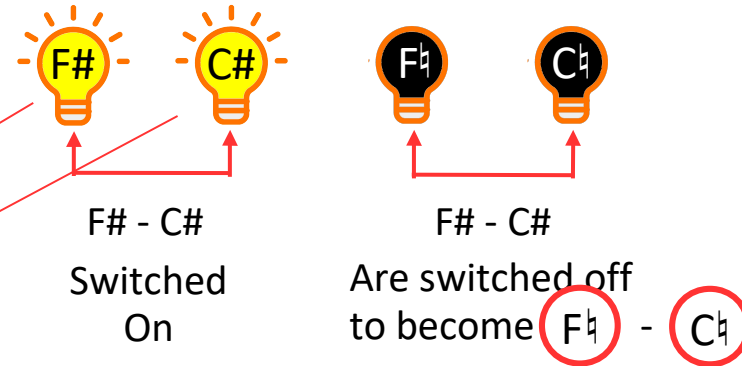 F# C# F♮ C♮
F# - C# F# - C#
Switched
On
Are switched off
to become F♮ - C♮